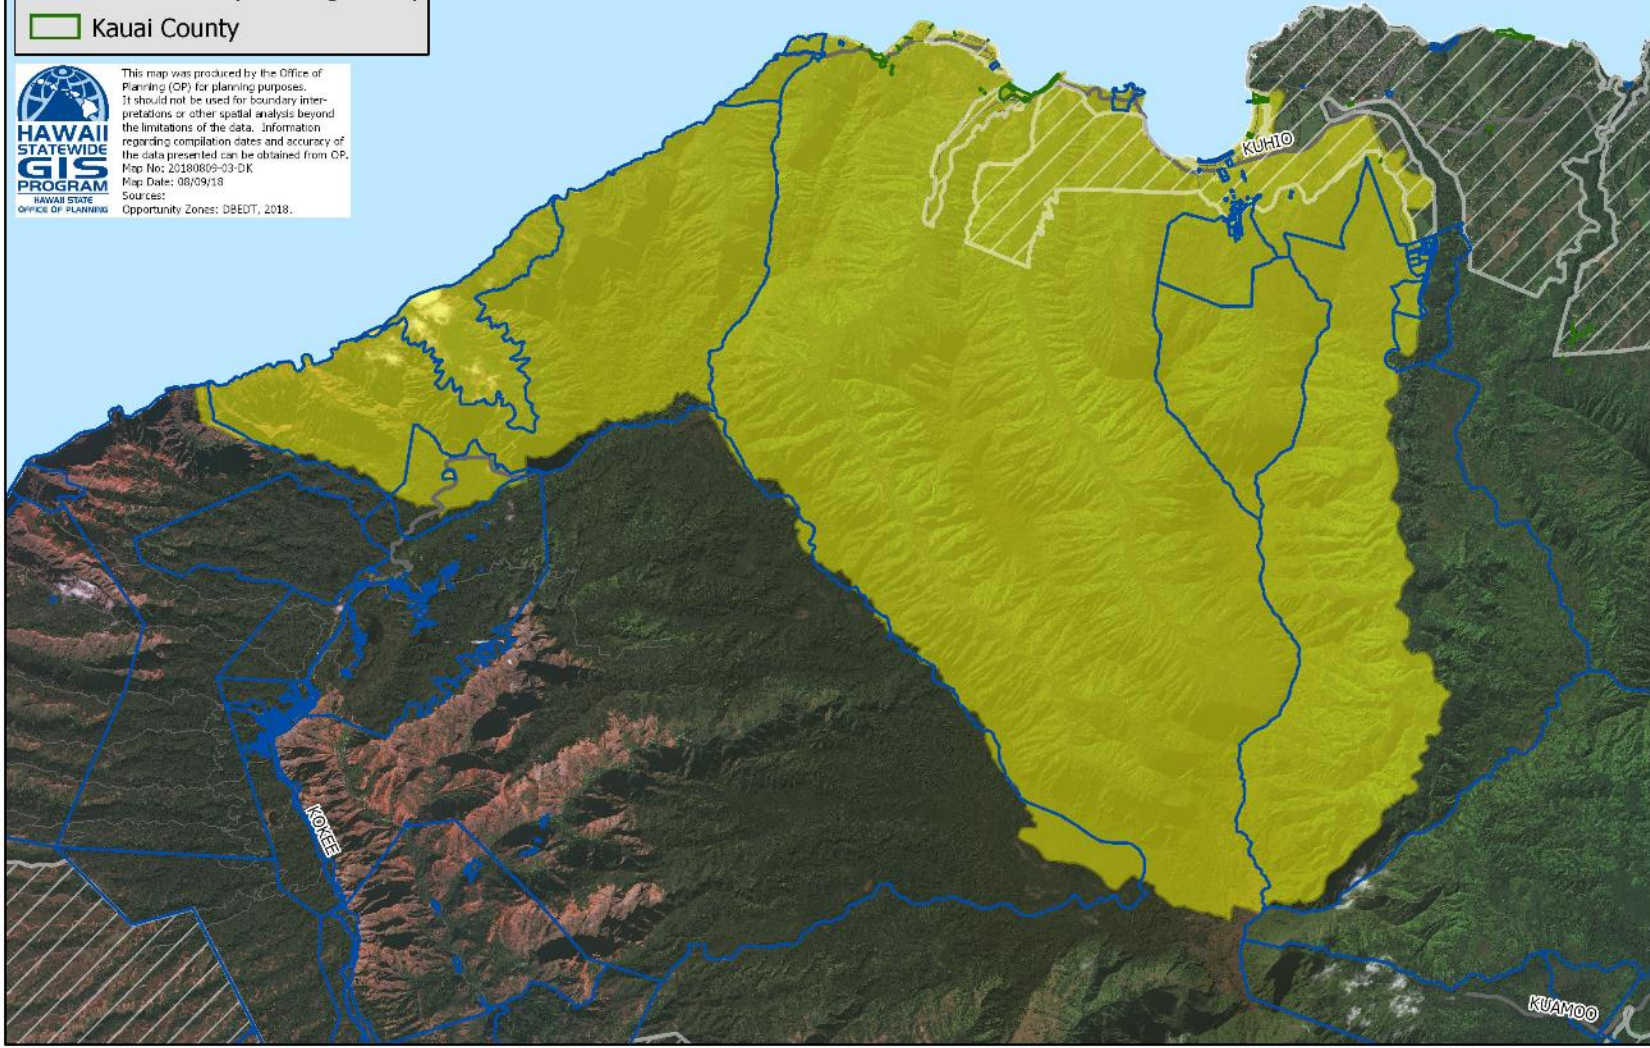 Kauai County
This map was produced by the Office of
Planning (OP) for planning purposes.
It should not be used for boundary inter-
pretations or other spatial analysis beyond
the limitations of the data. Information
regarding compilation dates and accuracy of
the data presented can be obtained from OP.
Map No: 20180809-03-DK
Map Date: 08/09/18
Sources:
Opportunity Zones: DBEDT, 2018.
HAWAII
STATEWIDE
GIS
PROGRAM
HAWAII STATE
OFFICE OF PLANNING
KUHIO
KOKEE
KUAMOO